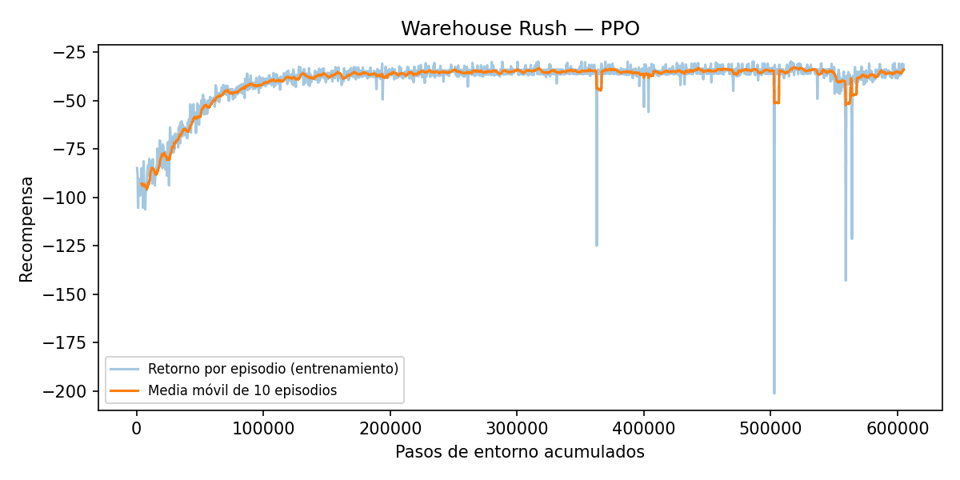 Warehouse Rush — PPO
Recompensa
−25
−50
−75
−100
−125
−150
−175
−200
Retorno por episodio (entrenamiento)
Media móvil de 10 episodios
0 100000 200000 300000 400000 500000 600000
Pasos de entorno acumulados